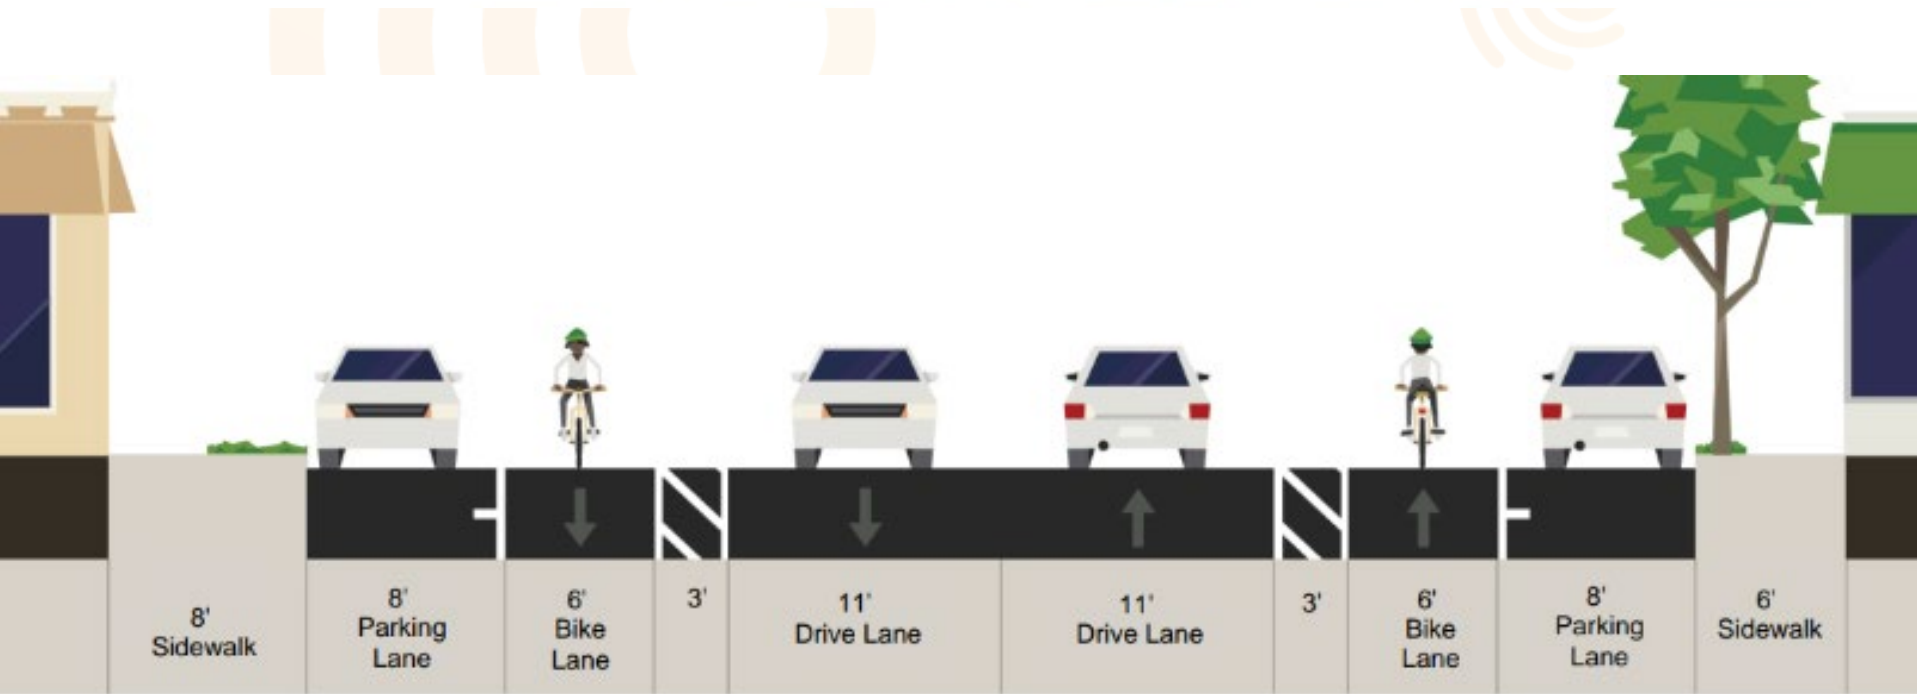 8'
Sidewalk
8'
Parking
Lane
6'
Bike
Lane
3'
11'
Drive Lane
11'
Drive Lane
3'
6'
Bike
Lane
8'
Parking
Lane
6'
Sidewalk